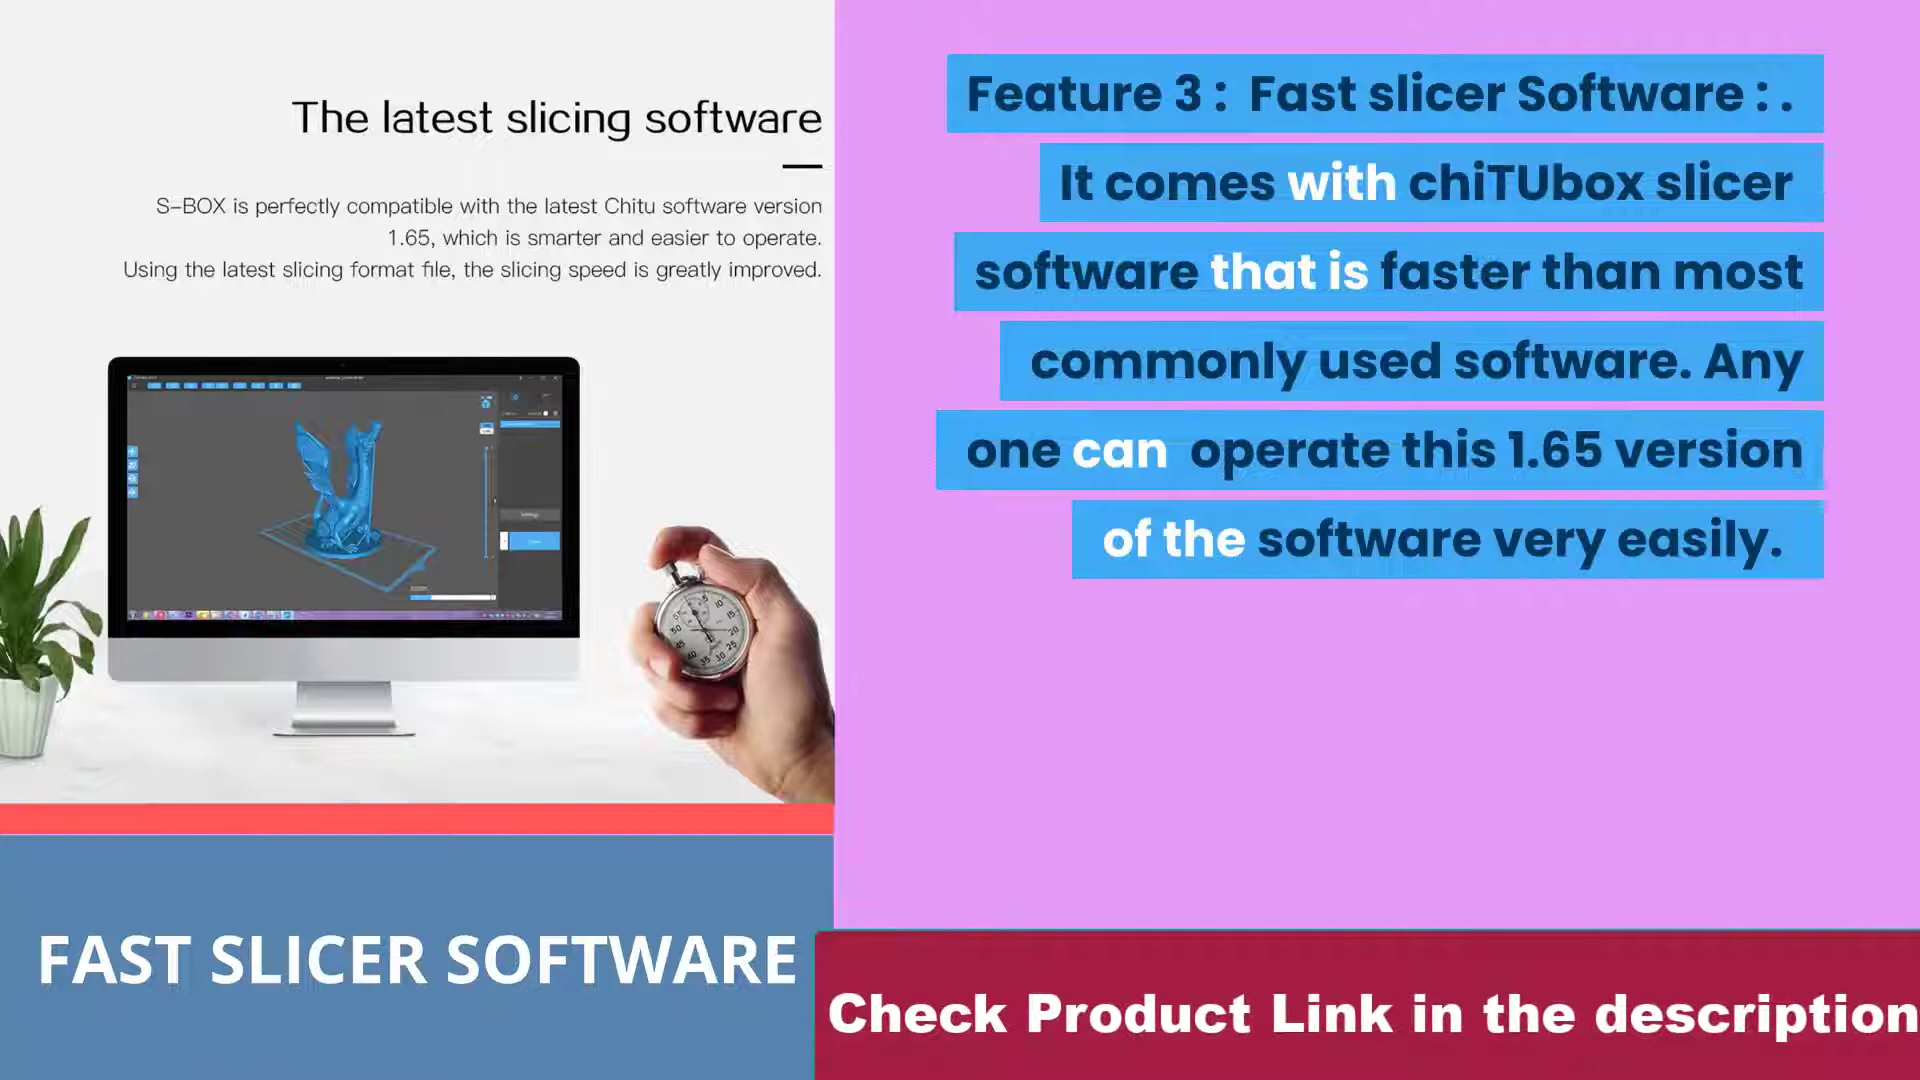 The latest slicing software
S-BOX is perfectly compatible with the latest Chitu software version
1.65, which is smarter and easier to operate.
Using the latest slicing format file, the slicing speed is greatly improved.
FAST SLICER SOFTWARE
Feature 3 : Fast slicer Software : .
It comes with chiTUbox slicer
software that is faster than most
commonly used software. Any
one can operate this 1.65 version
of the software very easily.
Check Product Link in the description